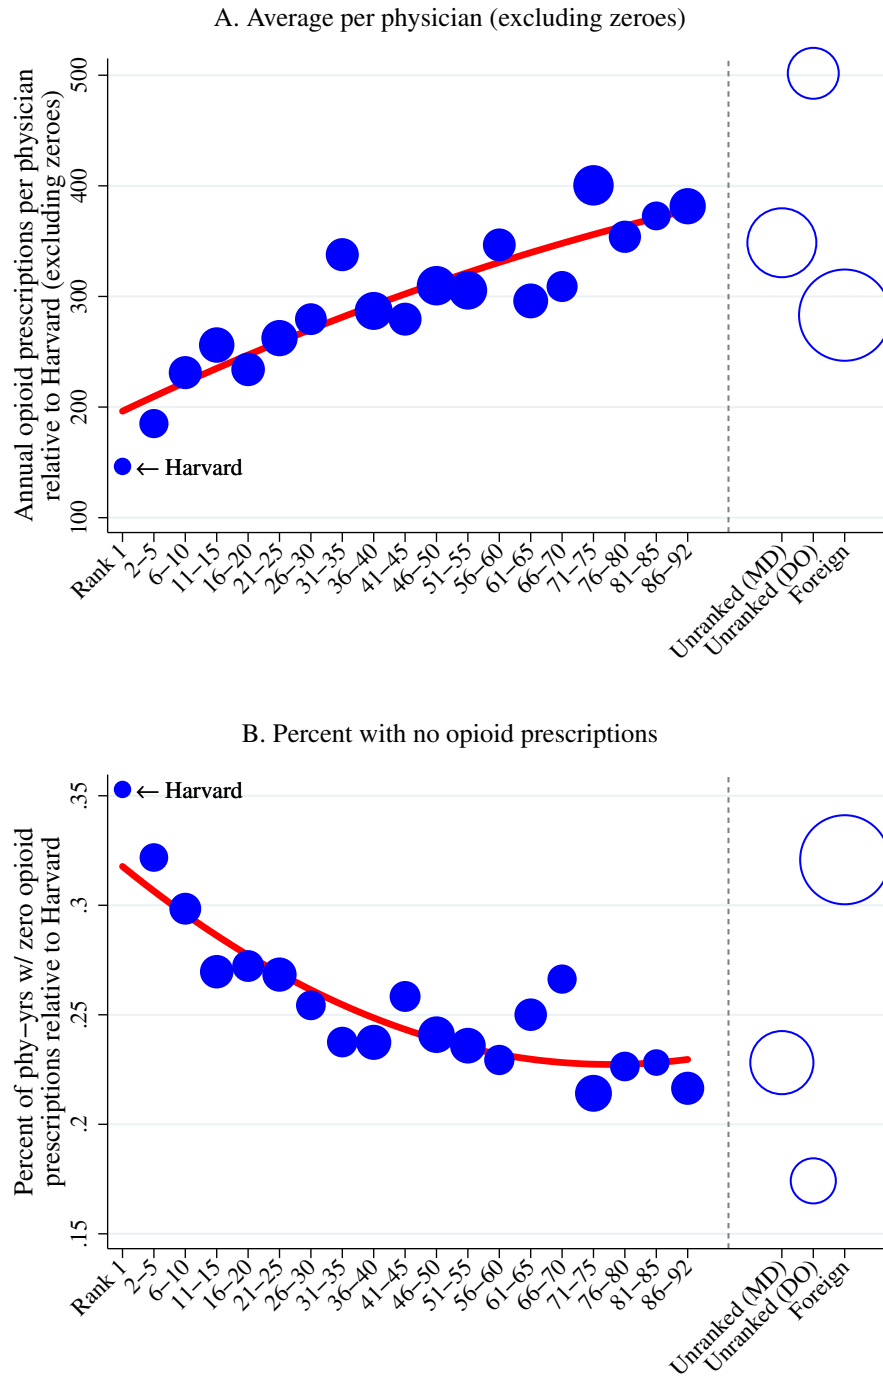 A. Average per physician (excluding zeroes)
Annual opioid prescriptions per physician
relative to Harvard (excluding zeroes)
500
400
300
200
100
← Harvard
Rank 1
2–5
6–10
11–15
16–20
21–25
26–30
31–35
36–40
41–45
46–50
51–55
56–60
61–65
66–70
71–75
76–80
81–85
86–92
Unranked (MD)
Unranked (DO)
Foreign
B. Percent with no opioid prescriptions
Percent of phy–yrs w/ zero opioid
prescriptions relative to Harvard
.35
.3
.25
.2
.15
← Harvard
Rank 1
2–5
6–10
11–15
16–20
21–25
26–30
31–35
36–40
41–45
46–50
51–55
56–60
61–65
66–70
71–75
76–80
81–85
86–92
Unranked (MD)
Unranked (DO)
Foreign